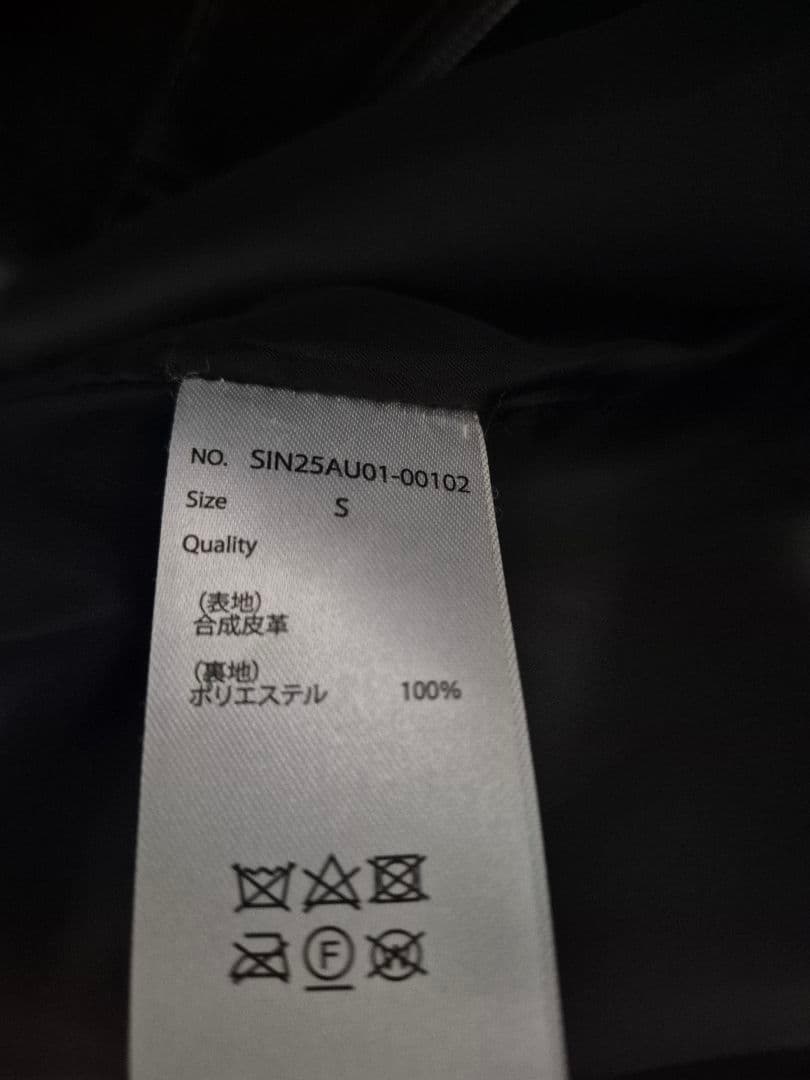 NO. SIN25AU01-00102
Size S
Quality
(表地)
合成皮革
(裏地)
ポリエステル 100%
F
W